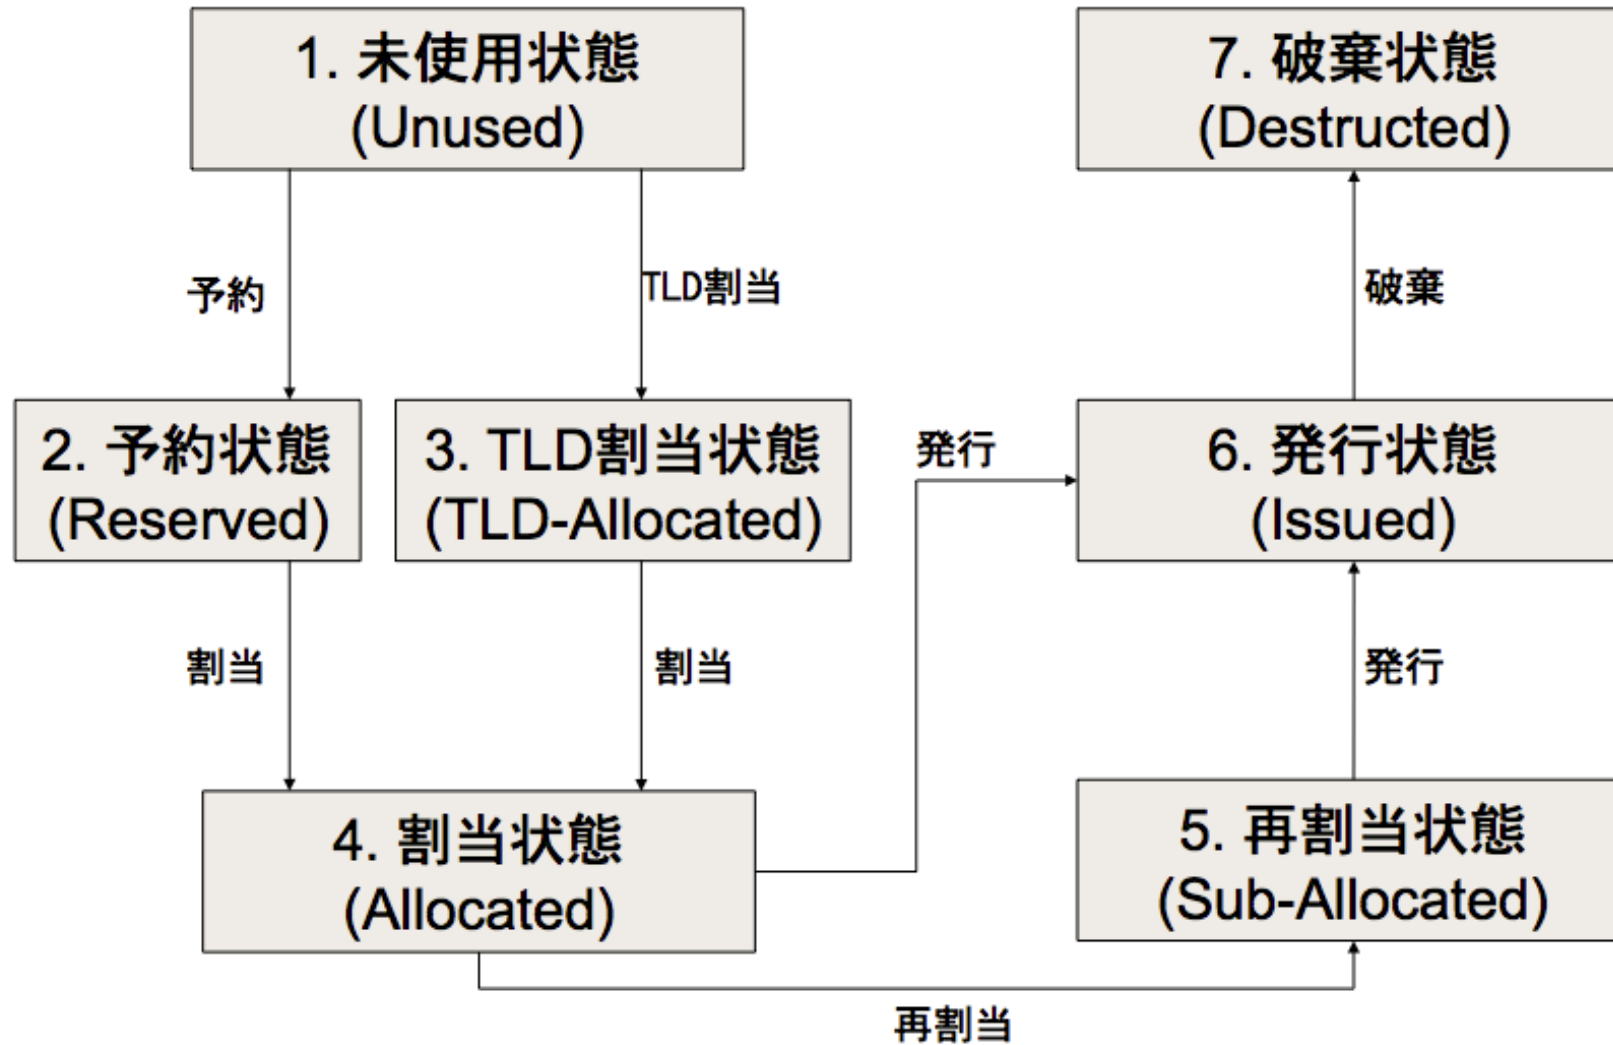 1. 未使用状態
(Unused)
7. 破棄状態
(Destructed)
予約
TLD割当
破棄
2. 予約状態
(Reserved)
3. TLD割当状態
(TLD-Allocated)
発行
6. 発行状態
(Issued)
割当
割当
発行
4. 割当状態
(Allocated)
5. 再割当状態
(Sub-Allocated)
再割当